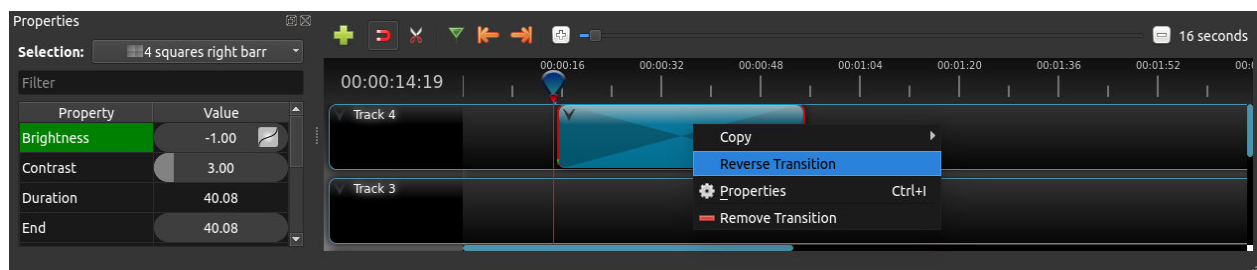 Properties
Selection: 4 squares right barr
Filter
Property Value
Brightness -1.00
Contrast 3.00
Duration 40.08
End 40.08
16 seconds
00:00:14:19
00:00:16 00:00:32 00:00:48 00:01:04 00:01:20 00:01:36 00:01:52
Track 4
Track 3
Copy
Reverse Transition
Properties Ctrl+I
Remove Transition